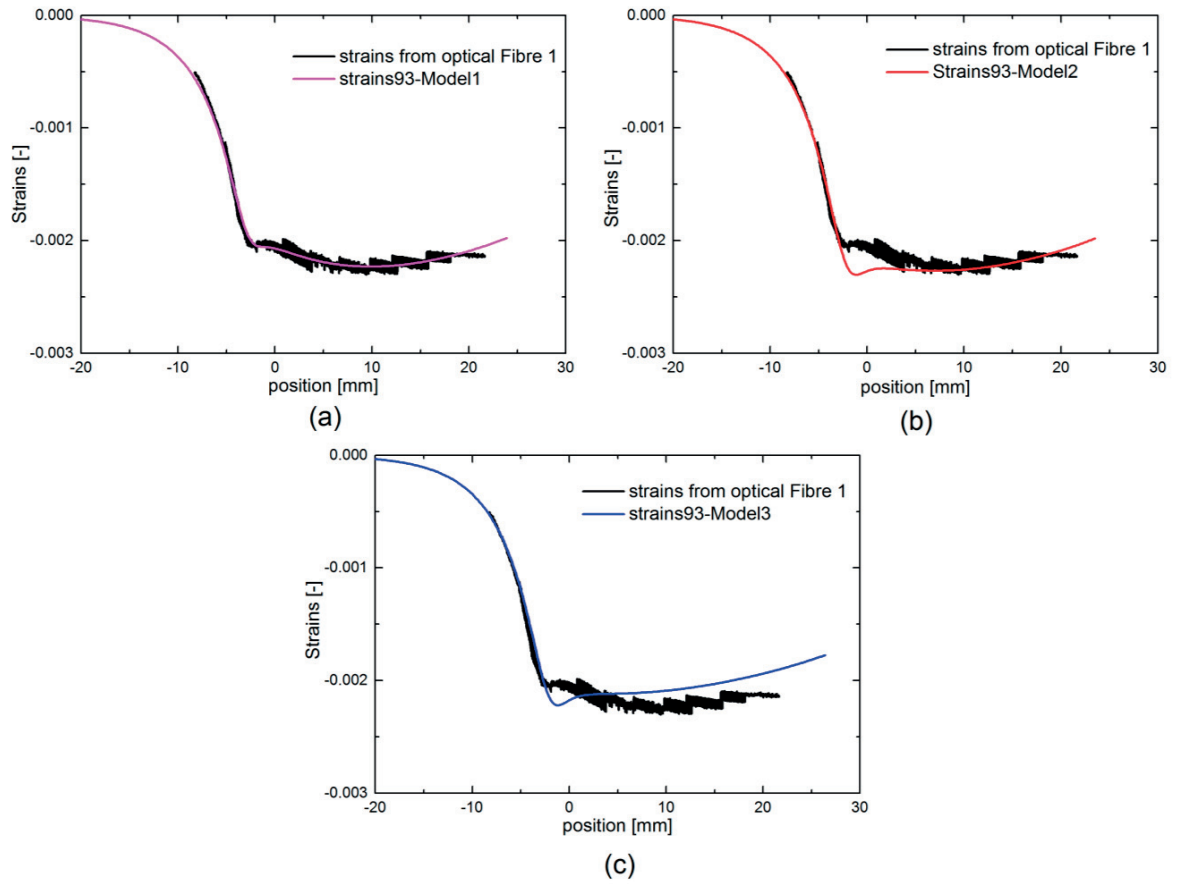 0.000
-0.001
-0.002
-0.003
Strains [-]
-20
-10
0
10
20
30
position [mm]
strains from optical Fibre 1
strains93-Model1
(a)
0.000
-0.001
-0.002
-0.003
Strains [-]
-20
-10
0
10
20
30
position [mm]
strains from optical Fibre 1
Strains93-Model2
(b)
0.000
-0.001
-0.002
-0.003
Strains [-]
-20
-10
0
10
20
30
position [mm]
strains from optical Fibre 1
strains93-Model3
(c)